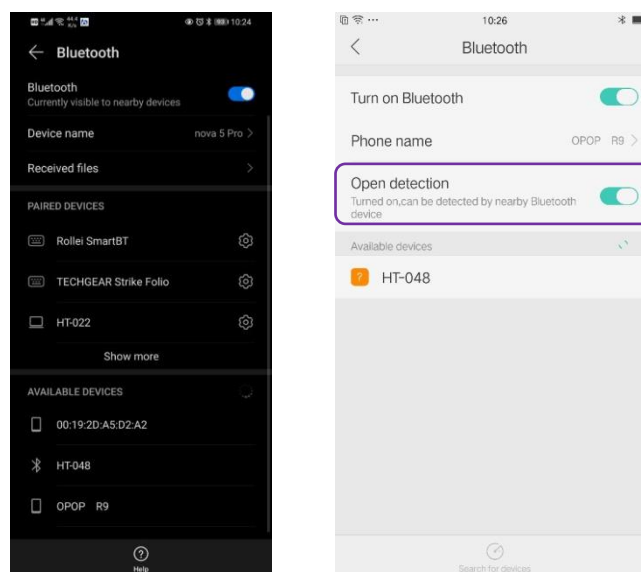 10:24
Bluetooth
Bluetooth
Currently visible to nearby devices
Device name
nova 5 Pro
Received files
PAIRED DEVICES
Rollei SmartBT
TECHGEAR Strike Folio
HT-022
Show more
AVAILABLE DEVICES
00:19:2D:A5:D2:A2
HT-048
OPOP R9
Help
10:26
Bluetooth
Turn on Bluetooth
Phone name
OPOP R9
Open detection
Turned on,can be detected by nearby Bluetooth
device
Available devices
HT-048
Search for devices